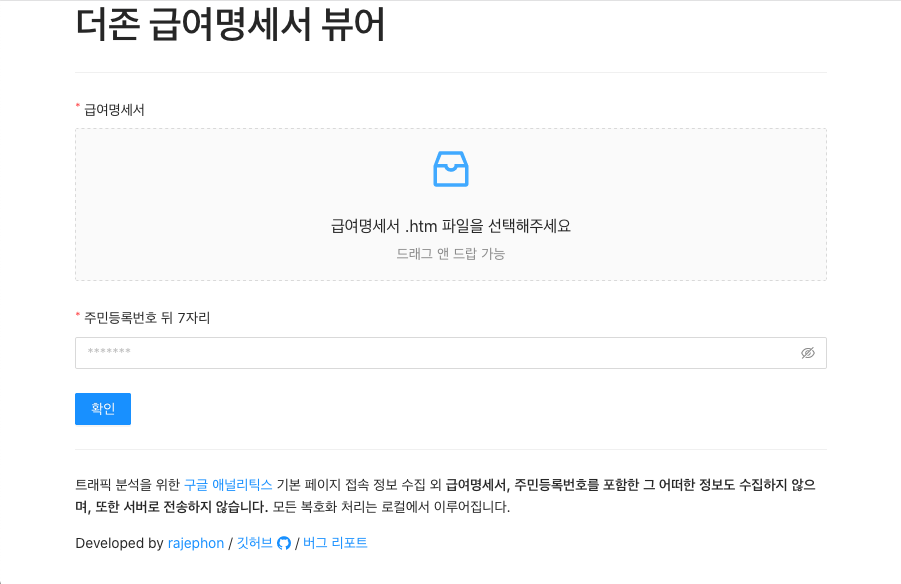 더존 급여명세서 뷰어
* 급여명세서
급여명세서 .htm 파일을 선택해주세요
드래그 앤 드랍 가능
* 주민등록번호 뒤 7자리
*******
확인
트래픽 분석을 위한 구글 애널리틱스 기본 페이지 접속 정보 수집 외 급여명세서, 주민등록번호를 포함한 그 어떠한 정보도 수집하지 않으
며, 또한 서버로 전송하지 않습니다. 모든 복호화 처리는 로컬에서 이루어집니다.
Developed by rajephon / 깃허브 / 버그 리포트